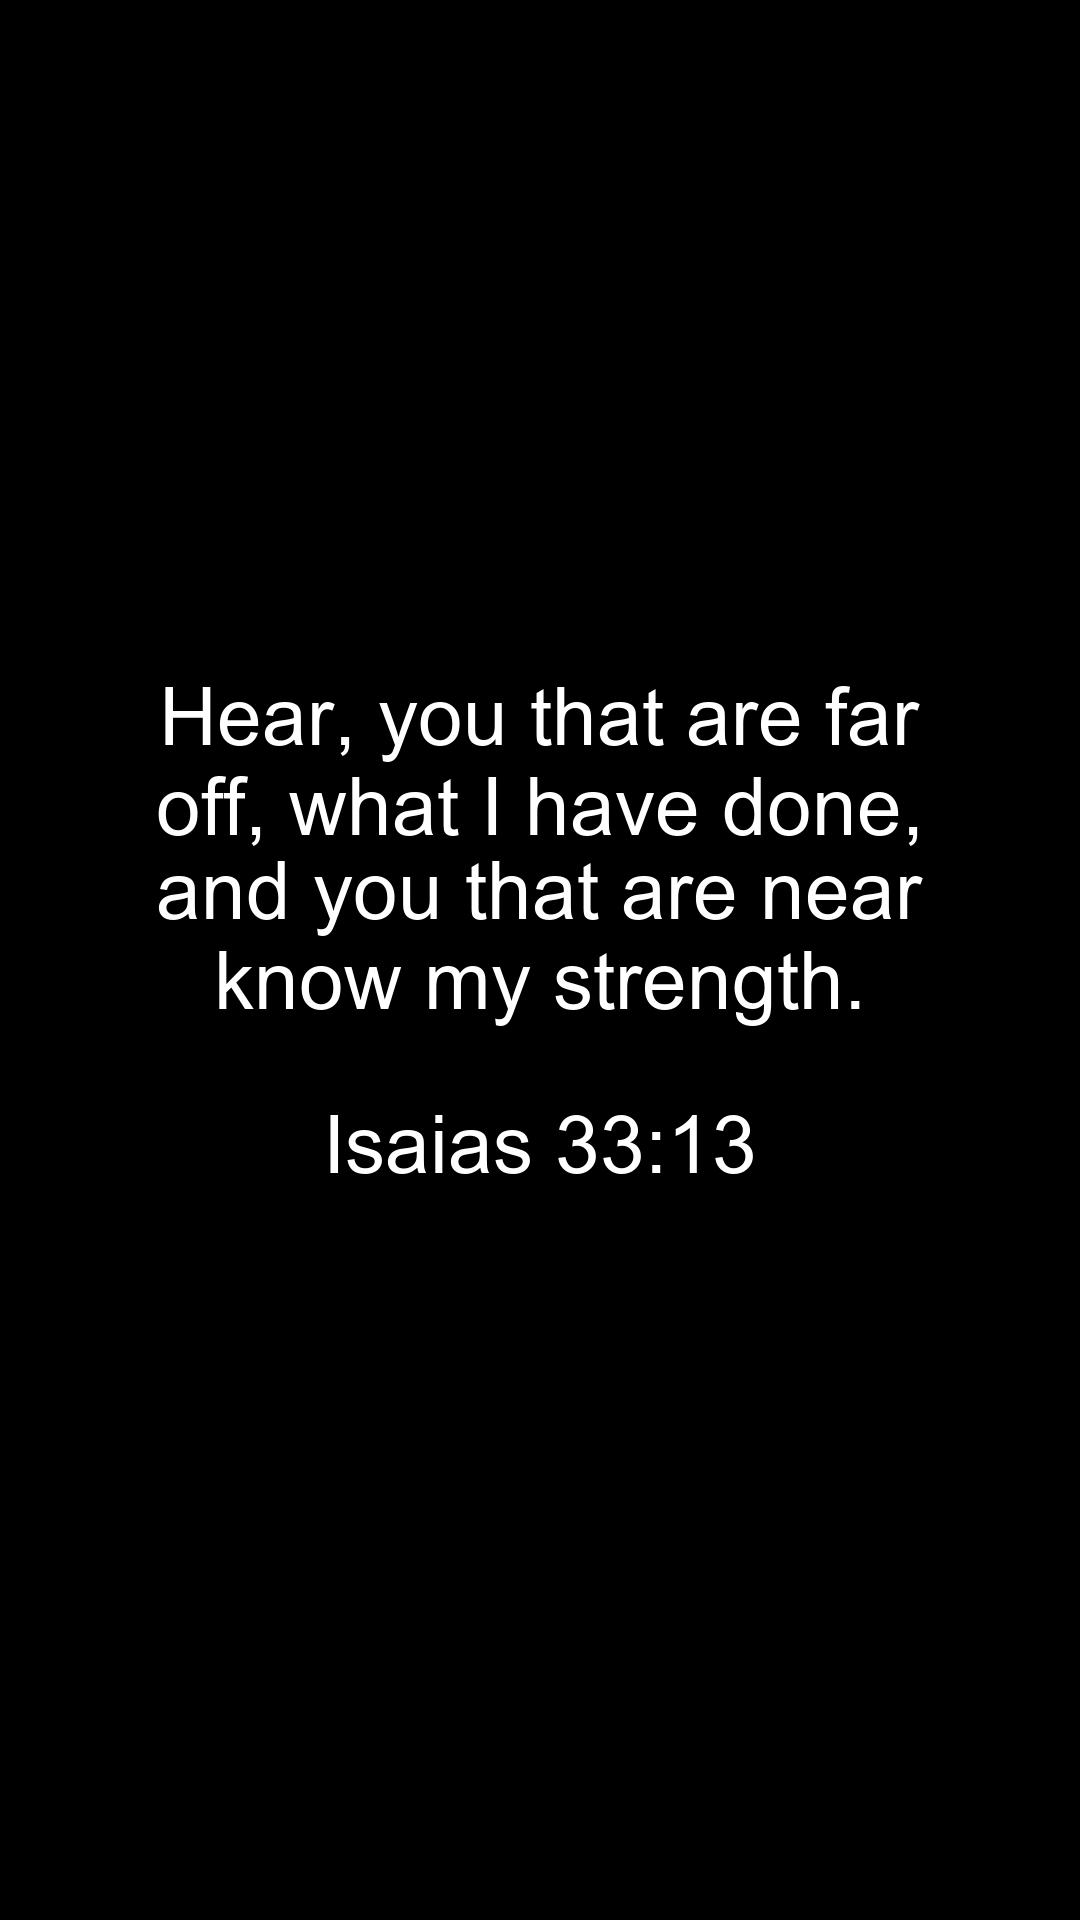 Hear, you that are far
off, what I have done,
and you that are near
know my strength.
Isaias 33:13